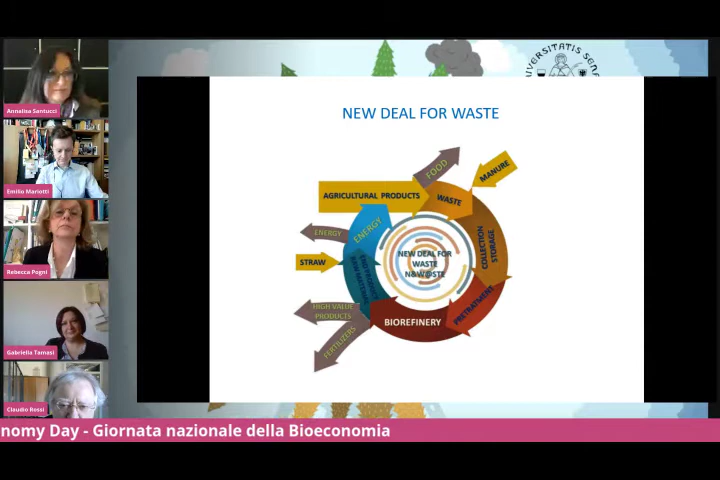 Annalisa Santucci
Emilio Mariotti
Rebecca Pogni
Gabriella Tamasi
Claudio Rossi
VERSITATIS SENA
NEW DEAL FOR WASTE
FOOD
MANURE
AGRICULTURAL PRODUCTS
WASTE
ENERGY
ENERGY
COLLECTION
STORAGE
STRAW
NEW DEAL FOR
WASTE
N&W@STE
PRETREATMENT
HIGH VALUE
PRODUCTS
BIOREFINERY
FERTILIZERS
nomy Day - Giornata nazionale della Bioeconomia